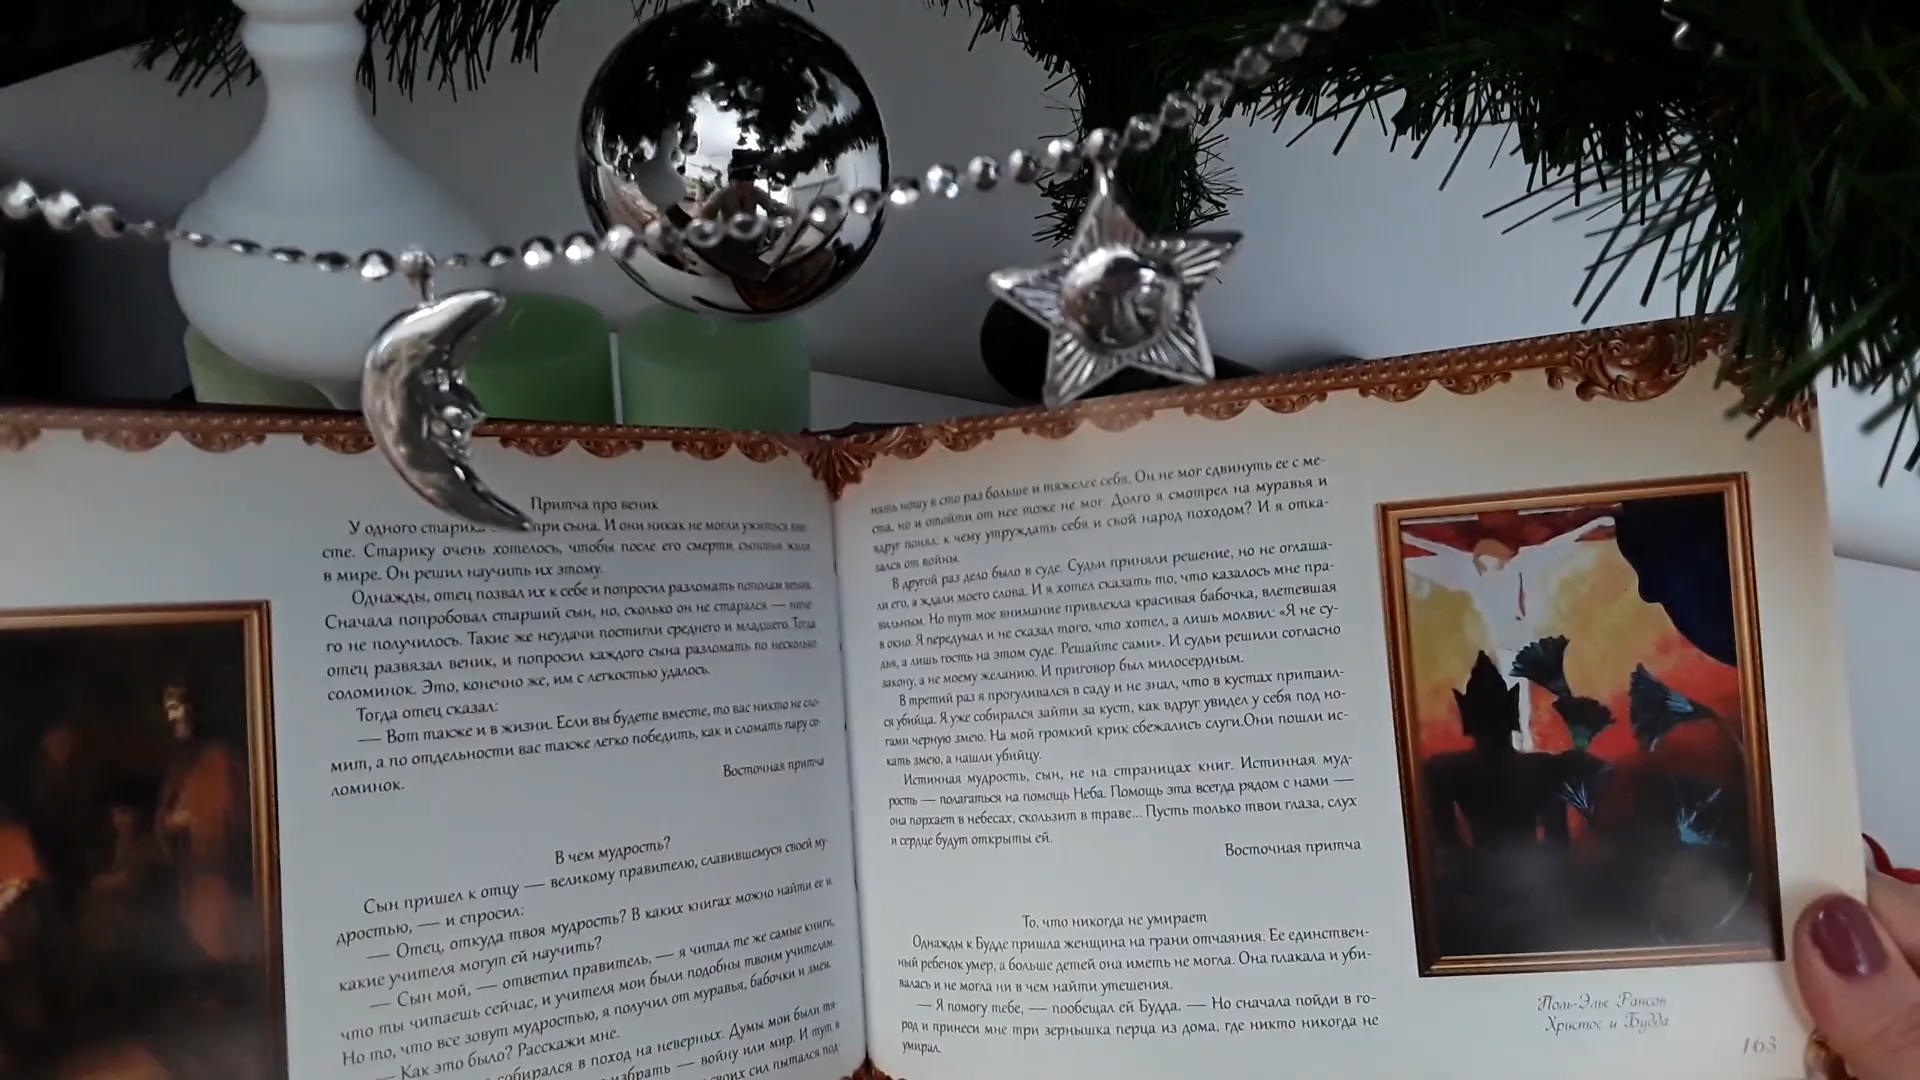 Притча про веник
У одного старика три сына. И они никак не могли ужиться вме-
сте. Старику очень хотелось, чтобы после его смерти сыновья жили
в мире. Он решил научить их этому.
Однажды, отец позвал их к себе и попросил разломать пополам веник.
Сначала попробовал старший сын, но, сколько он не старался — ниче-
го не получилось. Такие же неудачи постигли среднего и младшего. Тогда
отец развязал веник, и попросил каждого сына разломать по несколько
соломинок. Это, конечно же, им с легкостью удалось.
Тогда отец сказал:
— Вот также и в жизни. Если вы будете вместе, то вас никто не сло-
мит, а по отдельности вас также легко победить, как и сломать пару со-
ломинок.
Восточная притча
В чем мудрость?
Сын пришел к отцу — великому правителю, славившемуся своей му-
дростью, — и спросил:
— Отец, откуда твоя мудрость? В каких книгах можно найти ее и
какие учителя могут ей научить?
— Сын мой, — ответил правитель, — я читал те же самые книги,
что ты читаешь сейчас, и учителя мои были подобны твоим учителям.
Но то, что все зовут мудростью, я получил от муравья, бабочки и змеи.
— Как это было? Расскажи мне.
собирался в поход на неверных. Думы мои были тя-
избрать — войну или мир. И тут я
своих сил пытался под-
нять ношу в сто раз больше и тяжелее себя. Он не мог сдвинуть ее с ме-
ста, но и отойти от нее тоже не мог. Долго я смотрел на муравья и
вдруг понял: к чему утруждать себя и свой народ походом? И я отка-
зался от войны.
В другой раз дело было в суде. Судьи приняли решение, но не оглаша-
ли его, а ждали моего слова. И я хотел сказать то, что казалось мне пра-
вильным. Но тут мое внимание привлекла красивая бабочка, влетевшая
в окно. Я передумал и не сказал того, что хотел, а лишь молвил: «Я не су-
дья, а лишь гость на этом суде. Решайте сами». И судьи решили согласно
закону, а не моему желанию. И приговор был милосердным.
В третий раз я прогуливался в саду и не знал, что в кустах притаил-
ся убийца. Я уже собирался зайти за куст, как вдруг увидел у себя под но-
гами черную змею. На мой громкий крик сбежались слуги.Они пошли ис-
кать змею, а нашли убийцу.
Истинная мудрость, сын, не на страницах книг. Истинная муд-
рость — полагаться на помощь Неба. Помощь эта всегда рядом с нами —
она порхает в небесах, скользит в траве... Пусть только твои глаза, слух
и сердце будут открыты ей.
Восточная притча
То, что никогда не умирает
Однажды к Будде пришла женщина на грани отчаяния. Ее единствен-
ный ребенок умер, а больше детей она иметь не могла. Она плакала и уби-
валась и не могла ни в чем найти утешения.
— Я помогу тебе, — пообещал ей Будда. — Но сначала пойди в го-
род и принеси мне три зернышка перца из дома, где никто никогда не
умирал.
Поль-Элье Рансон
Христос и Будда
163